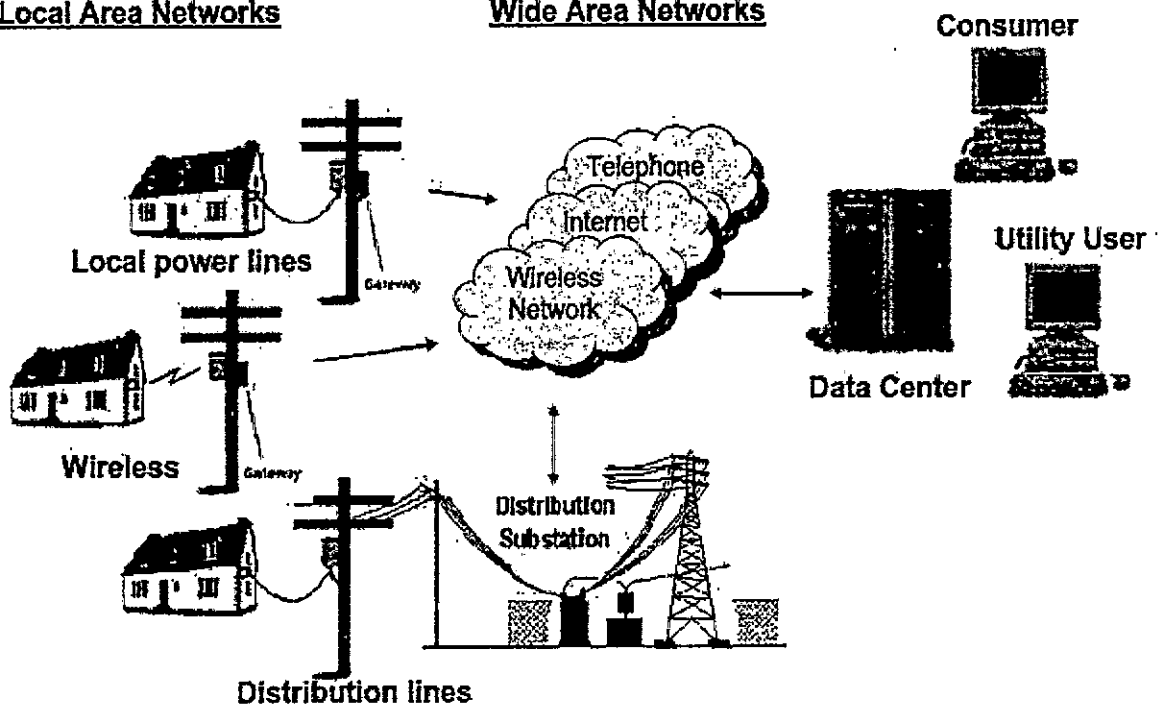 Local Area Networks
Wide Area Networks
Consumer
Telephone
Internet
Wireless
Network
Utility User
Local power lines
Gateway
Data Center
Wireless
Gateway
Distribution
Substation
Distribution lines